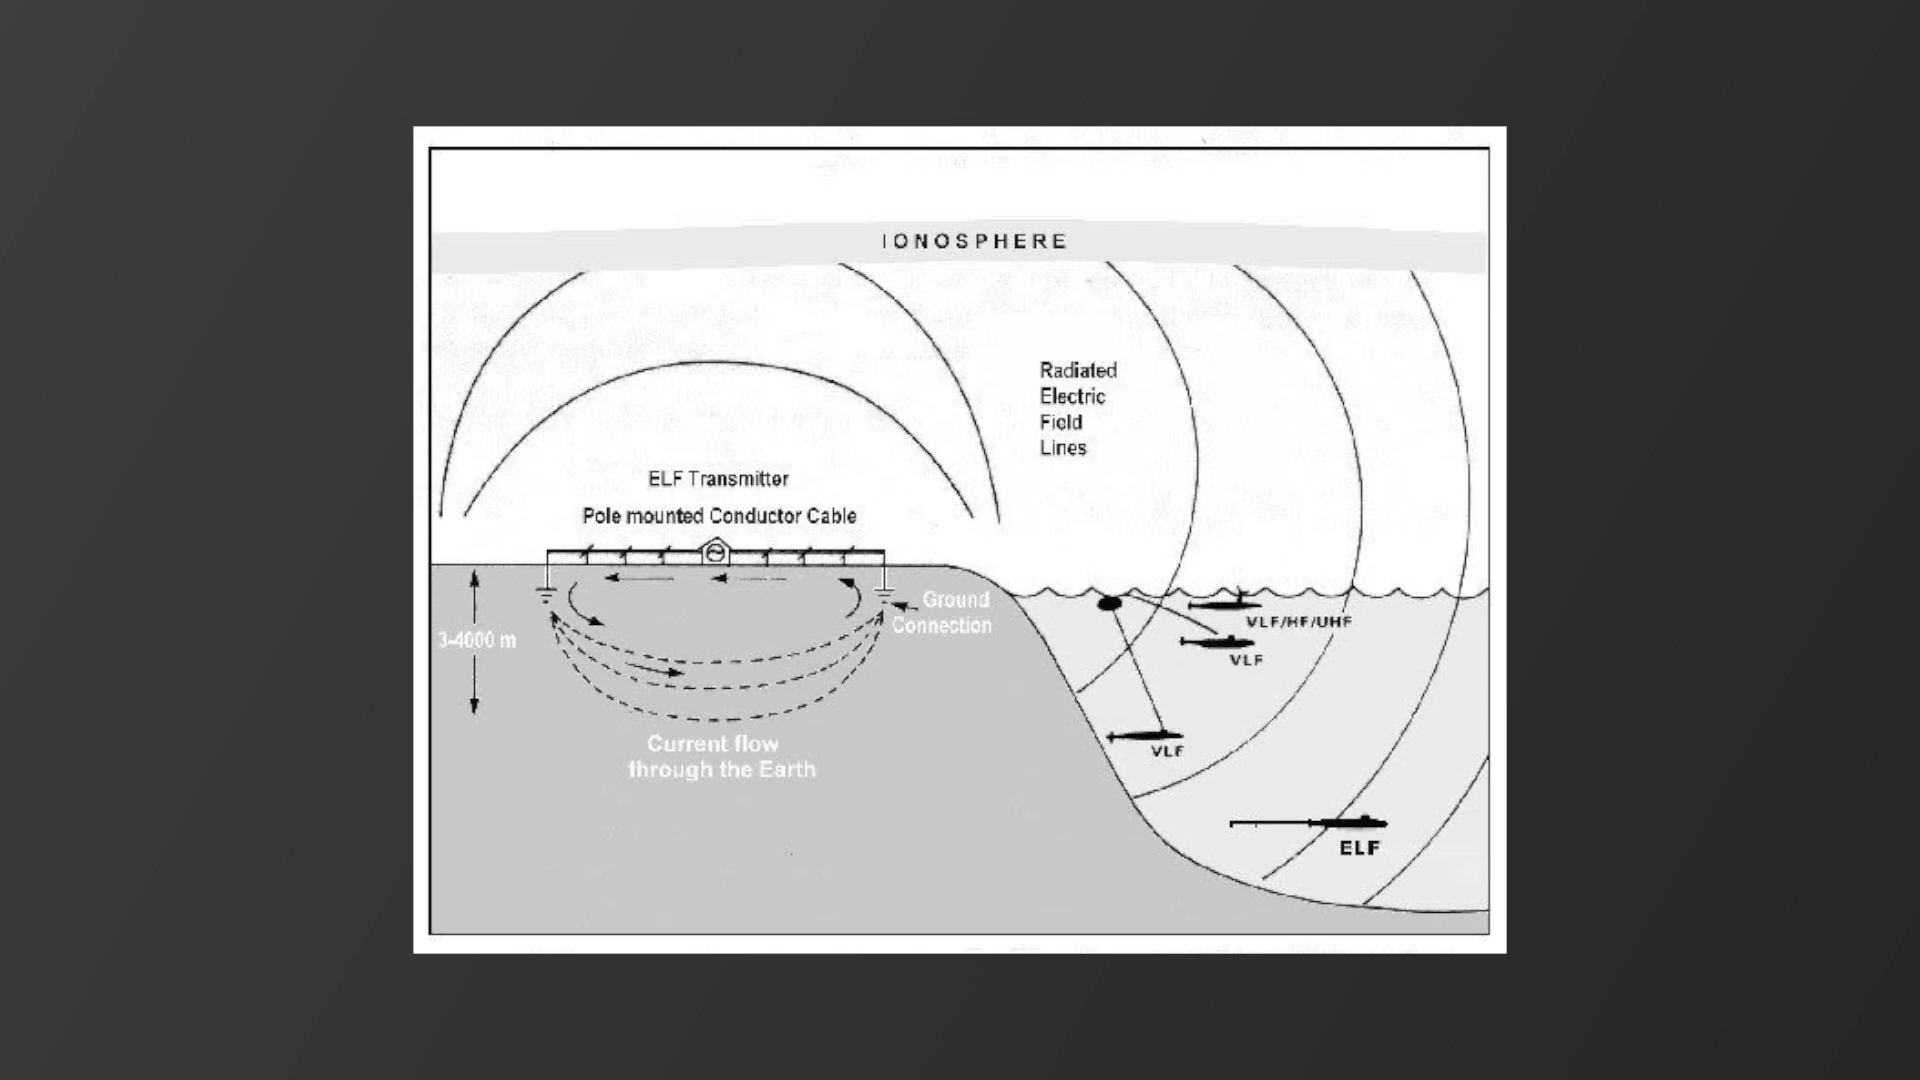 IONOSPHERE
Radiated
Electric
Field
Lines
ELF Transmitter
Pole mounted Conductor Cable
Ground
Connection
3-4000 m
VLF/HF/UHF
VLF
VLF
Current flow
through the Earth
ELF